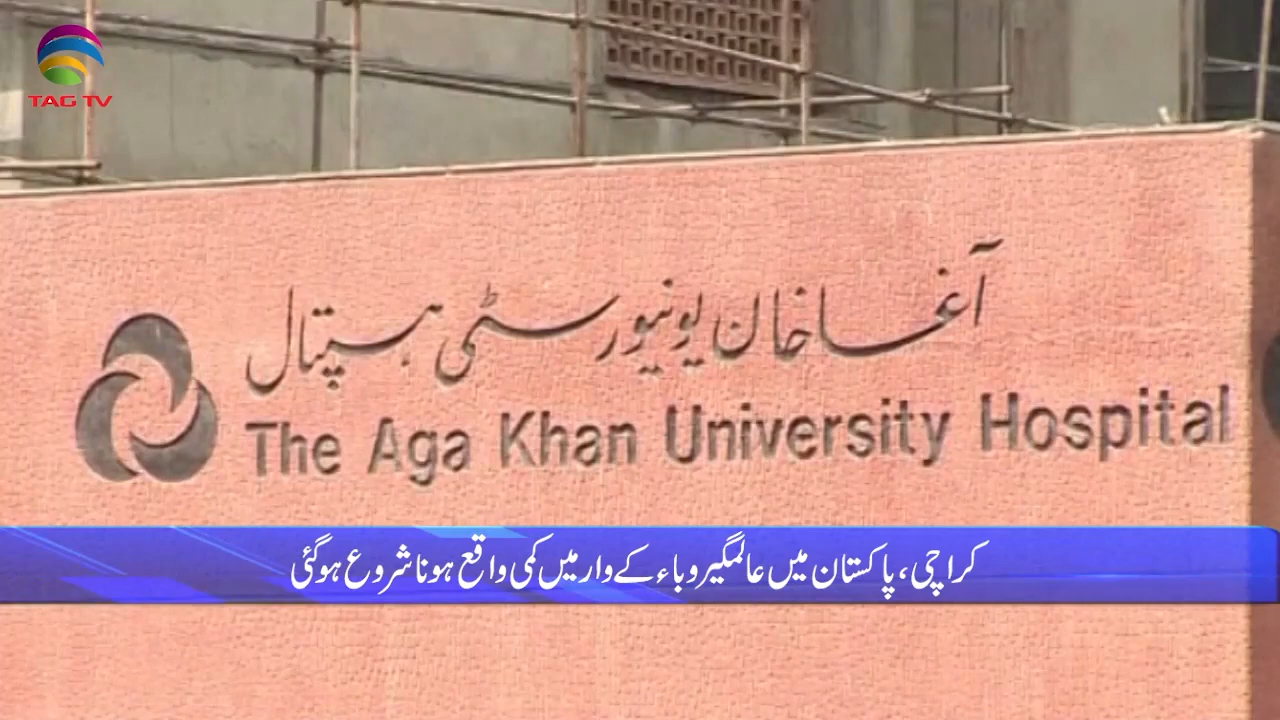 TAG TV
آغا خان یونیورسٹی ہسپتال
The Aga Khan University Hospital
کراچی، پاکستان میں عالمگیر وباء کے وار میں کمی واقع ہونا شروع ہوگئی